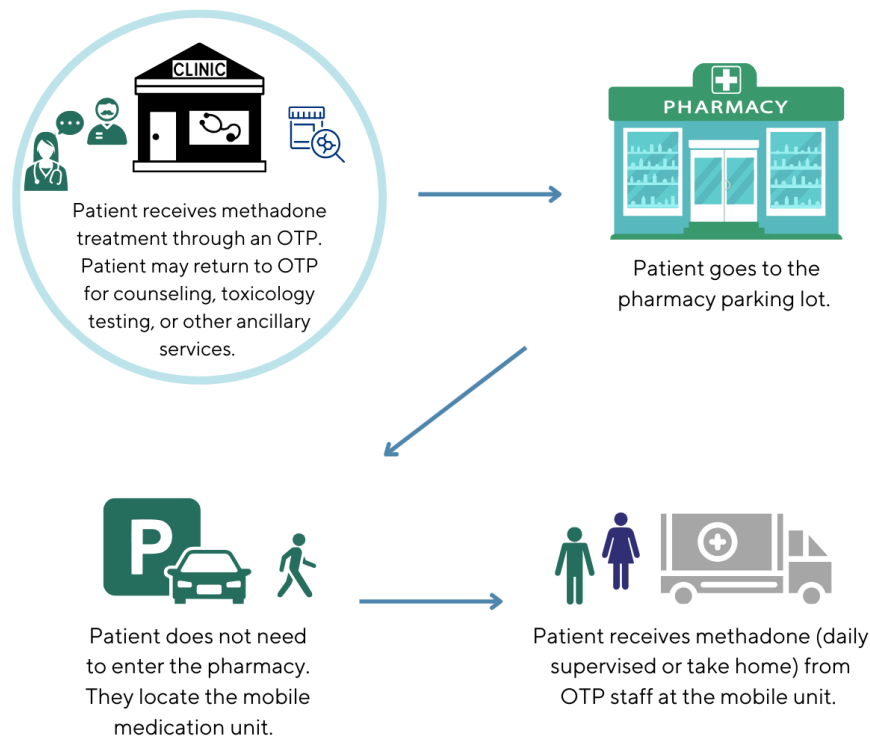 CLINIC
Patient receives methadone
treatment through an OTP.
Patient may return to OTP
for counseling, toxicology
testing, or other ancillary
services.
PHARMACY
Patient goes to the
pharmacy parking lot.
P
Patient does not need
to enter the pharmacy.
They locate the mobile
medication unit.
Patient receives methadone (daily
supervised or take home) from
OTP staff at the mobile unit.